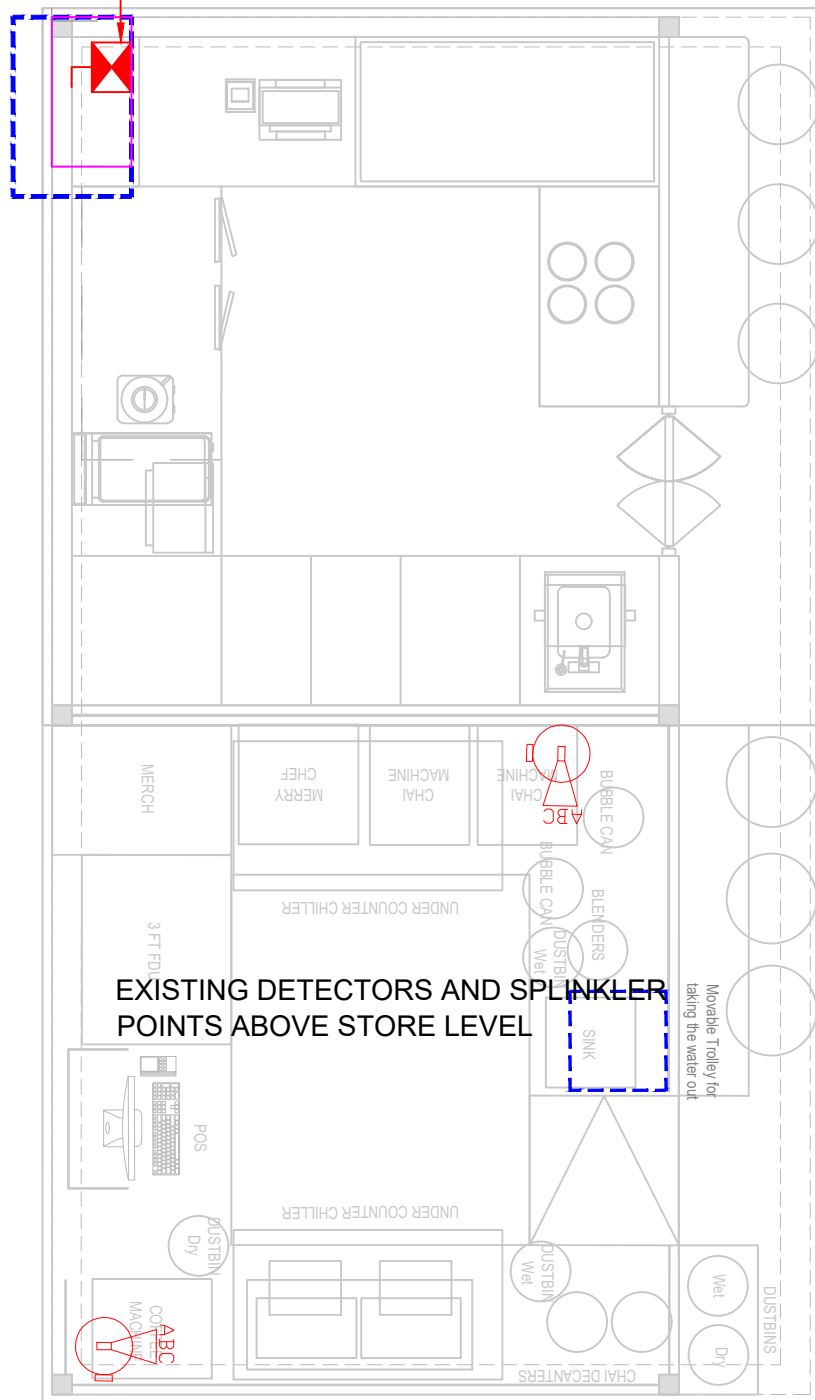 MERCH
MERRY
CHEF
CHAI
MACHINE
CHAI
MACHINE
ABC
BUBBLE CAN
BUBBLE CAN
BLENDERS
UNDER COUNTER CHILLER
3 FT FDU
DUSTBIN
Wet
EXISTING DETECTORS AND SPLINKLER
POINTS ABOVE STORE LEVEL
SINK
Movable Trolley for
taking the water out
POS
UNDER COUNTER CHILLER
DUSTBIN
Dry
DUSTBIN
Wet
COFFEE
MACHINE
ABC
CHAI DECANTERS
Wet
Dry
DUSTBINS